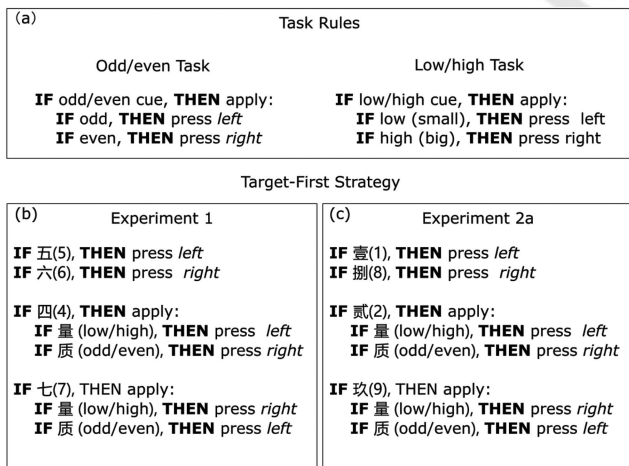 (a)
Task Rules
Odd/even Task
IF odd/even cue, THEN apply:
IF odd, THEN press left
IF even, THEN press right
Low/high Task
IF low/high cue, THEN apply:
IF low (small), THEN press left
IF high (big), THEN press right
Target-First Strategy
(b)
Experiment 1
IF 五(5), THEN press left
IF 六(6), THEN press right
IF 四(4), THEN apply:
IF 量 (low/high), THEN press left
IF 质 (odd/even), THEN press right
IF 七(7), THEN apply:
IF 量 (low/high), THEN press right
IF 质 (odd/even), THEN press left
(c)
Experiment 2a
IF 壹(1), THEN press left
IF 捌(8), THEN press right
IF 贰(2), THEN apply:
IF 量 (low/high), THEN press left
IF 质 (odd/even), THEN press right
IF 玖(9), THEN apply:
IF 量 (low/high), THEN press right
IF 质 (odd/even), THEN press left